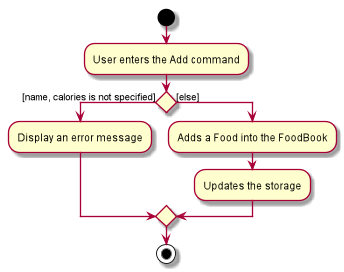 User enters the Add command
[name, calories is not specified]
[else]
Display an error message
Adds a Food into the FoodBook
Updates the storage